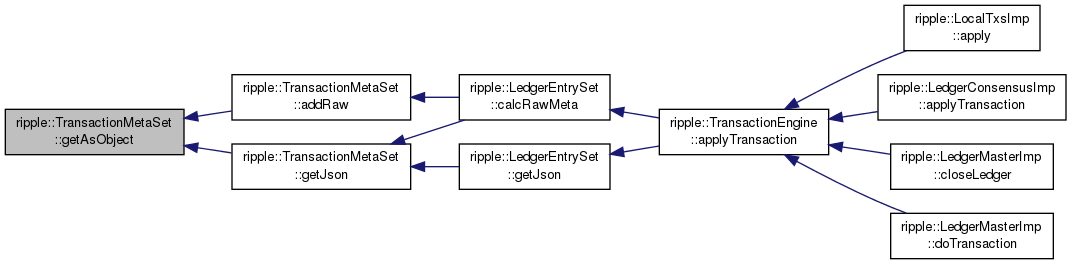 ripple::TransactionMetaSet
::getAsObject
ripple::TransactionMetaSet
::addRaw
ripple::TransactionMetaSet
::getJson
ripple::LedgerEntrySet
::calcRawMeta
ripple::LedgerEntrySet
::getJson
ripple::TransactionEngine
::applyTransaction
ripple::LocalTxsImp
::apply
ripple::LedgerConsensusImp
::applyTransaction
ripple::LedgerMasterImp
::closeLedger
ripple::LedgerMasterImp
::doTransaction